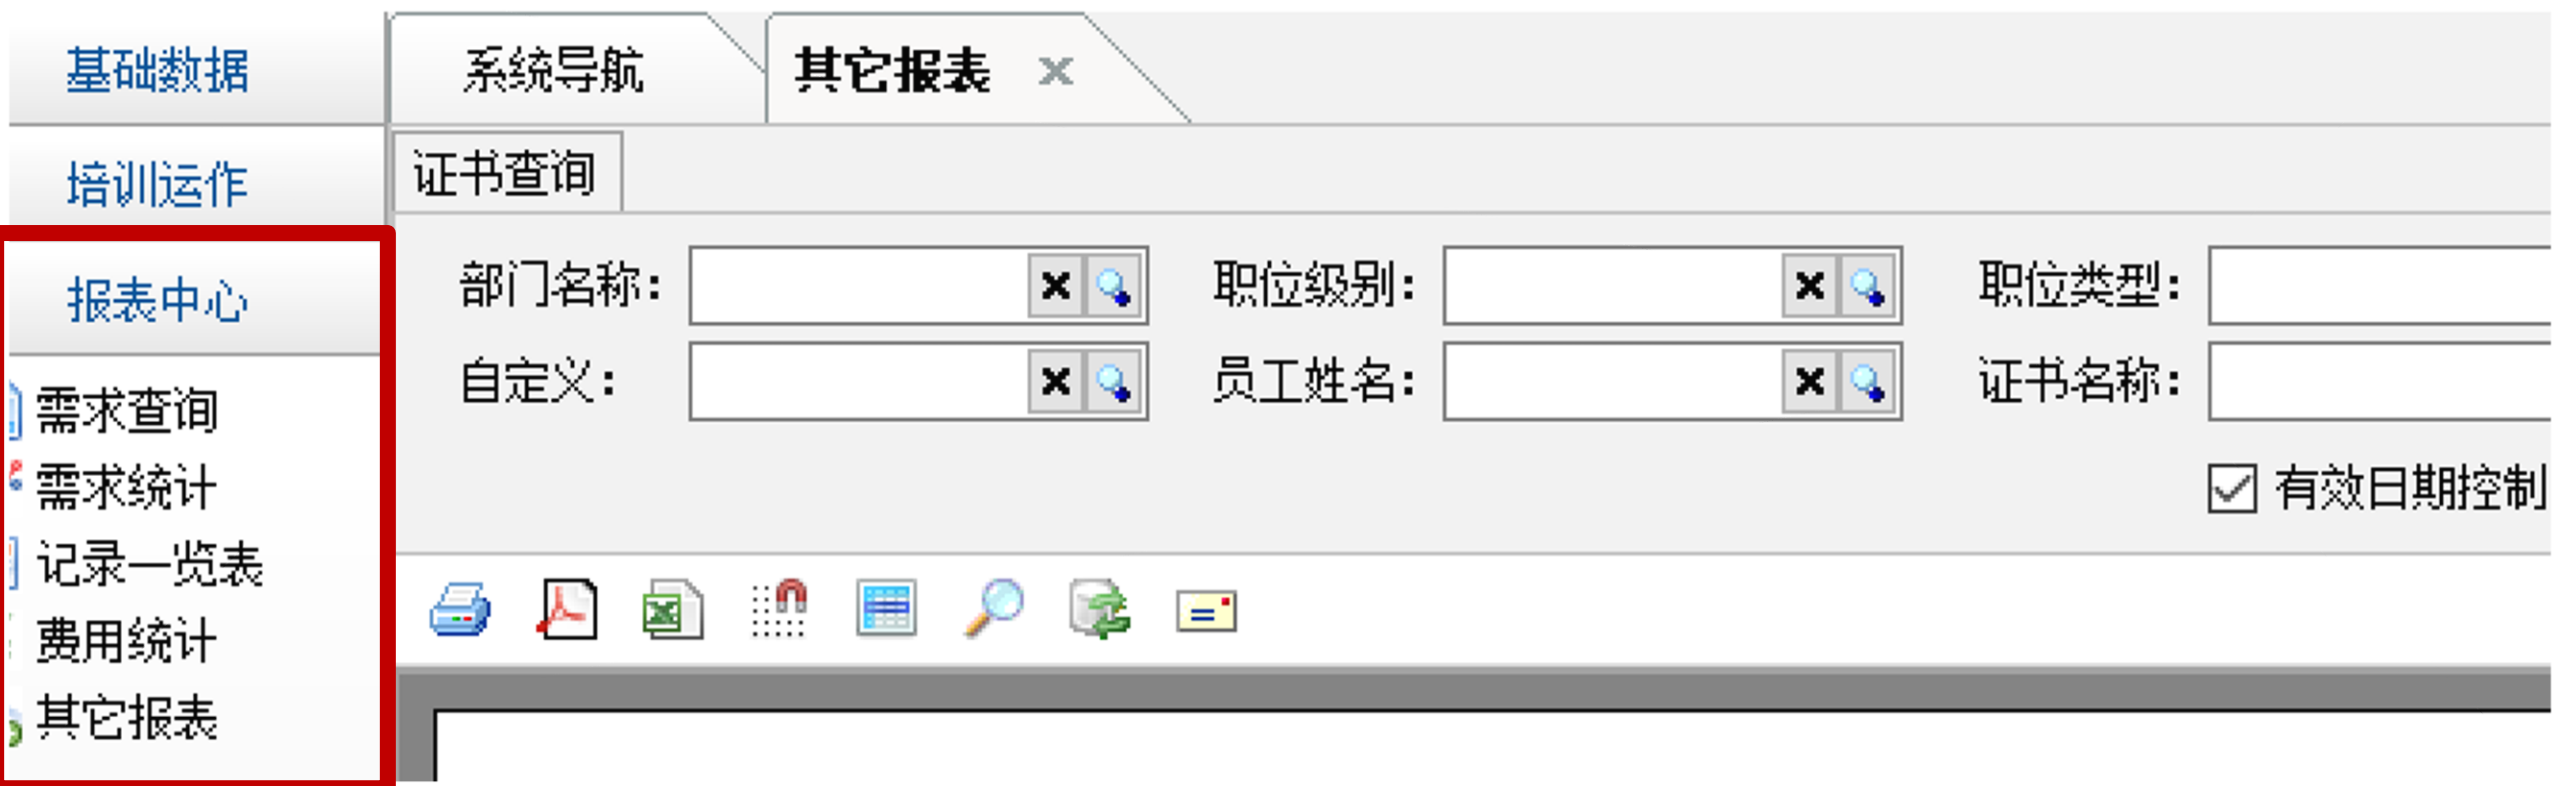 基础数据
培训运作
报表中心
需求查询
需求统计
记录一览表
费用统计
其它报表
系统导航 其它报表
证书查询
部门名称： 职位级别： 职位类型：
自定义： 员工姓名： 证书名称：
有效日期控制